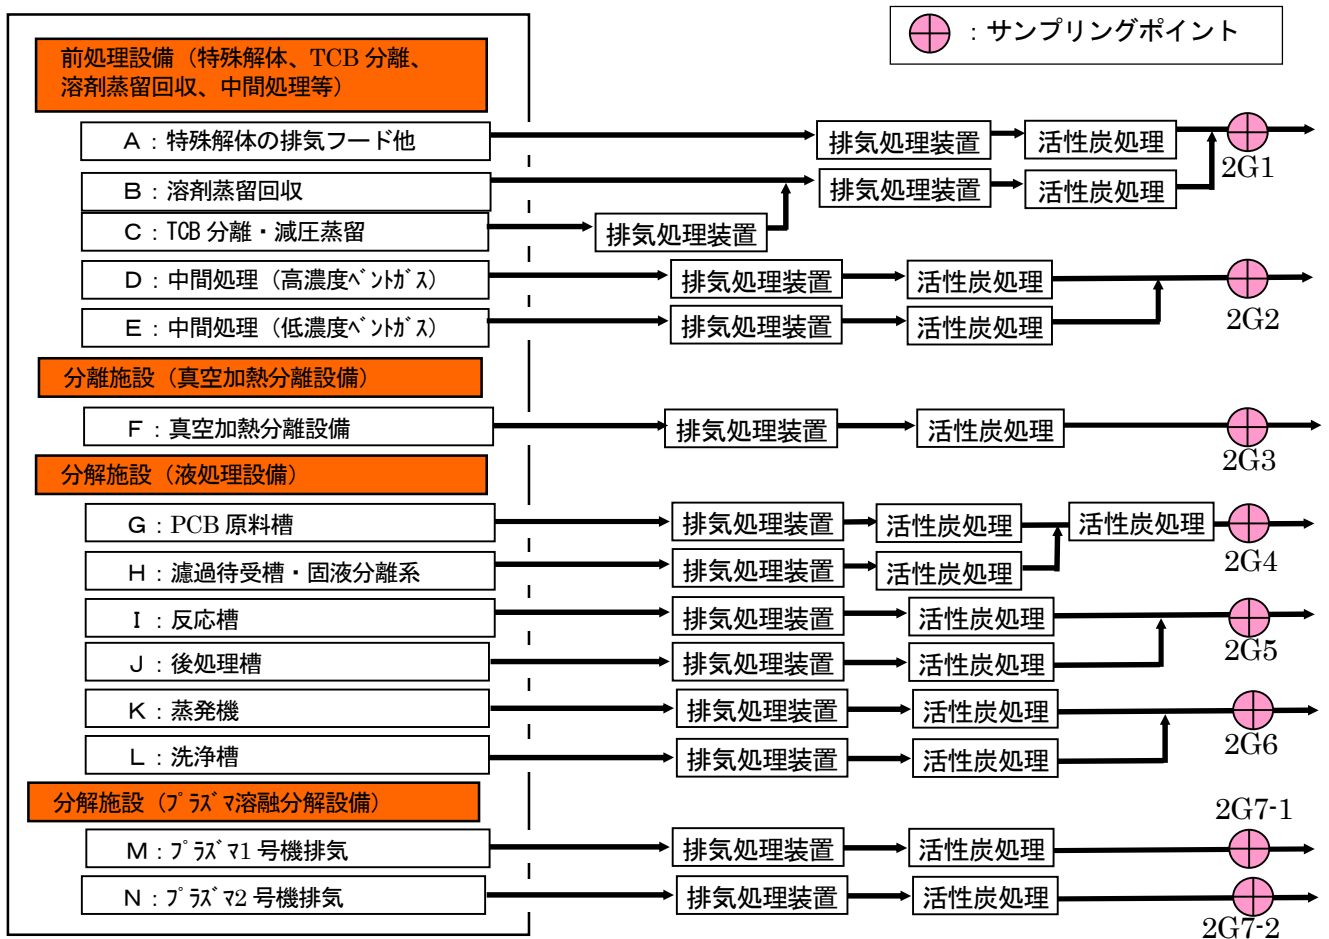 ：サンプリングポイント
前処理設備（特殊解体、TCB 分離、
溶剤蒸留回収、中間処理等）
Ａ：特殊解体の排気フード他
排気処理装置
活性炭処理
2G1
Ｂ：溶剤蒸留回収
排気処理装置
活性炭処理
Ｃ：TCB 分離・減圧蒸留
排気処理装置
Ｄ：中間処理（高濃度ﾍﾞﾝﾄｶﾞｽ）
排気処理装置
活性炭処理
2G2
Ｅ：中間処理（低濃度ﾍﾞﾝﾄｶﾞｽ）
排気処理装置
活性炭処理
分離施設（真空加熱分離設備）
Ｆ：真空加熱分離設備
排気処理装置
活性炭処理
2G3
分解施設（液処理設備）
Ｇ：PCB 原料槽
排気処理装置
活性炭処理
活性炭処理
2G4
Ｈ：濾過待受槽・固液分離系
排気処理装置
活性炭処理
Ｉ：反応槽
排気処理装置
活性炭処理
2G5
Ｊ：後処理槽
排気処理装置
活性炭処理
Ｋ：蒸発機
排気処理装置
活性炭処理
2G6
Ｌ：洗浄槽
排気処理装置
活性炭処理
分解施設（ﾌﾟﾗｽﾞﾏ溶融分解設備）
2G7-1
Ｍ：ﾌﾟﾗｽﾞﾏ1 号機排気
排気処理装置
活性炭処理
Ｎ：ﾌﾟﾗｽﾞﾏ2 号機排気
排気処理装置
活性炭処理
2G7-2